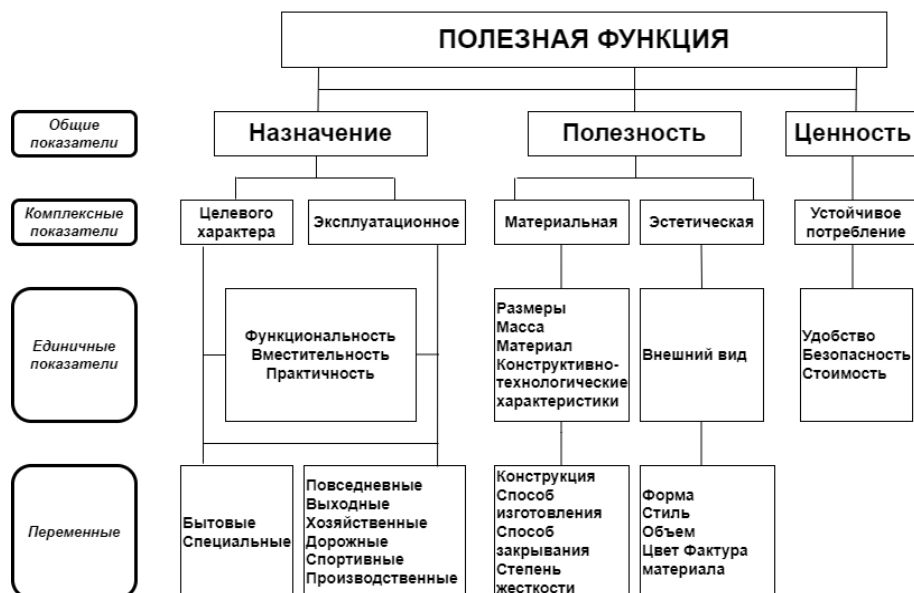 ПОЛЕЗНАЯ ФУНКЦИЯ
Общие
показатели
Назначение
Полезность
Ценность
Комплексные
показатели
Целевого
характера
Эксплуатационное
Материальная
Эстетическая
Устойчивое
потребление
Единичные
показатели
Функциональность
Вместительность
Практичность
Размеры
Масса
Материал
Конструктивно-
технологические
характеристики
Внешний вид
Удобство
Безопасность
Стоимость
Переменные
Бытовые
Специальные
Повседневные
Выходные
Хозяйственные
Дорожные
Спортивные
Производственные
Конструкция
Способ
изготовления
Способ
закрывания
Степень
жесткости
Форма
Стиль
Объем
Цвет Фактура
материала